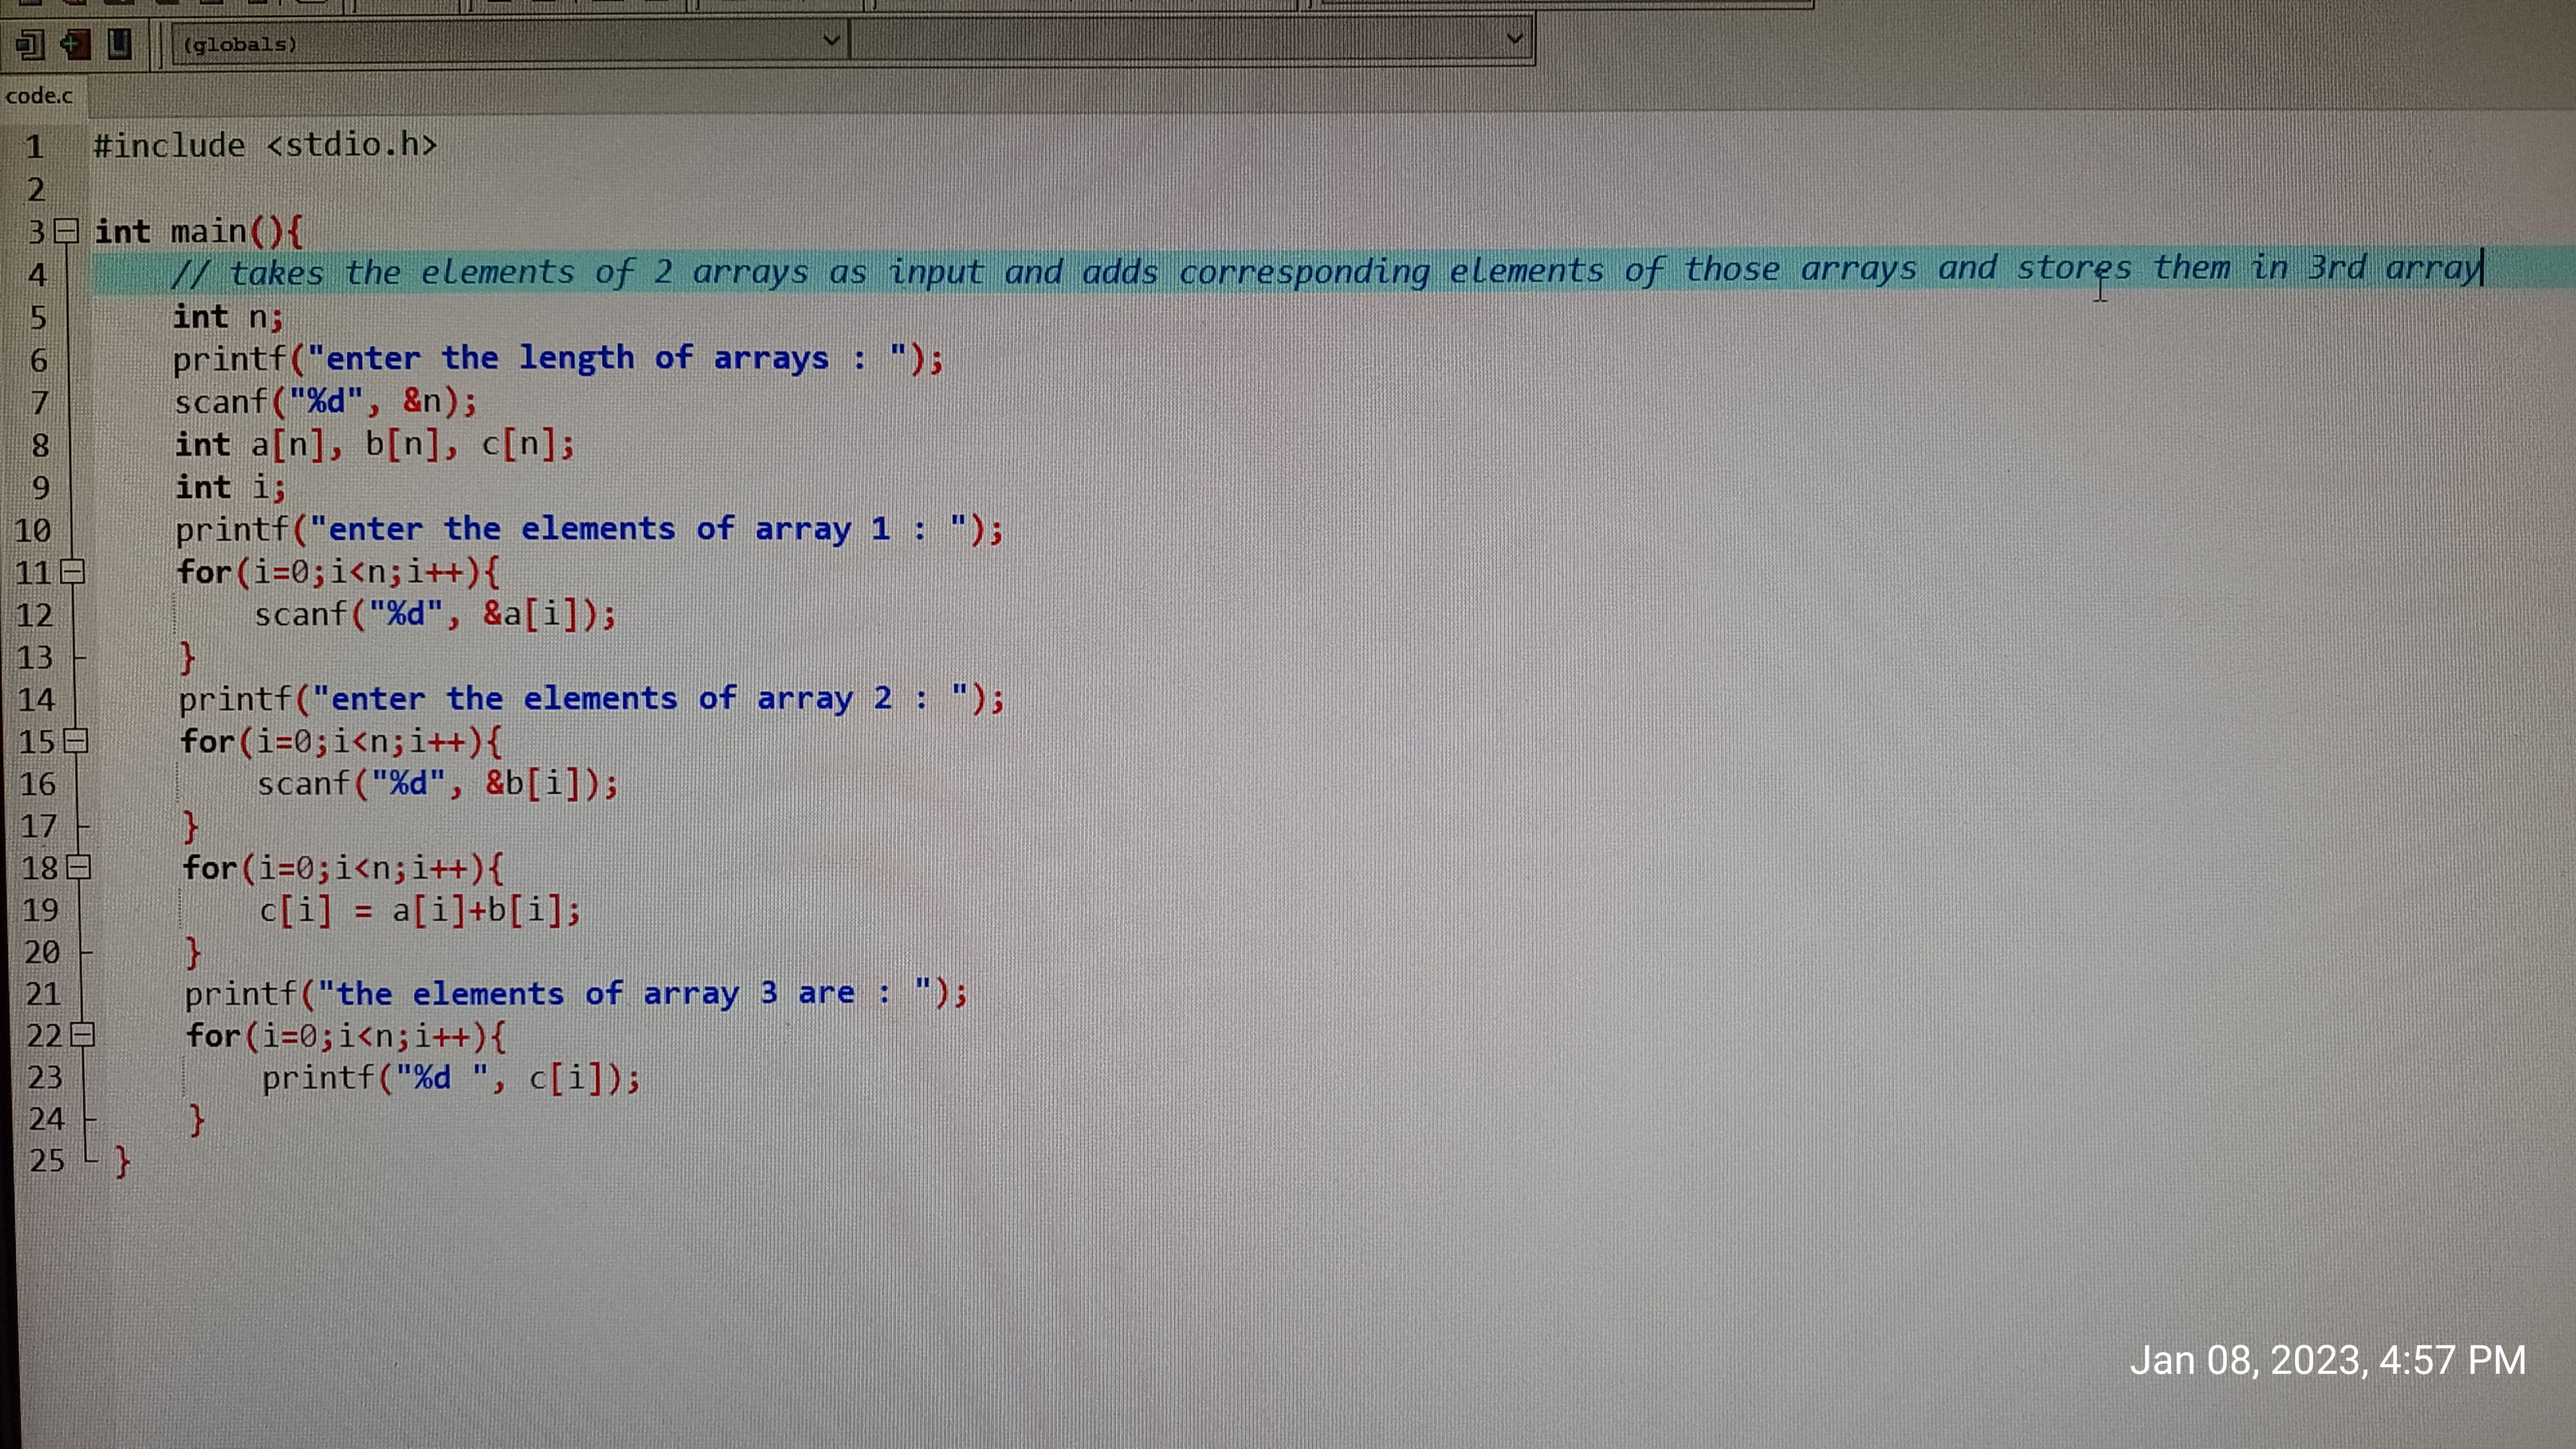 (globals)
code.c
1 #include <stdio.h>
2
3 int main(){
4 // takes the elements of 2 arrays as input and adds corresponding elements of those arrays and stores them in 3rd array
5 int n;
6 printf("enter the length of arrays : ");
7 scanf("%d", &n);
8 int a[n], b[n], c[n];
9 int i;
10 printf("enter the elements of array 1 : ");
11 for(i=0;i<n;i++){
12 scanf("%d", &a[i]);
13 }
14 printf("enter the elements of array 2 : ");
15 for(i=0;i<n;i++){
16 scanf("%d", &b[i]);
17 }
18 for(i=0;i<n;i++){
19 c[i] = a[i]+b[i];
20 }
21 printf("the elements of array 3 are : ");
22 for(i=0;i<n;i++){
23 printf("%d ", c[i]);
24 }
25 }
Jan 08, 2023, 4:57 PM